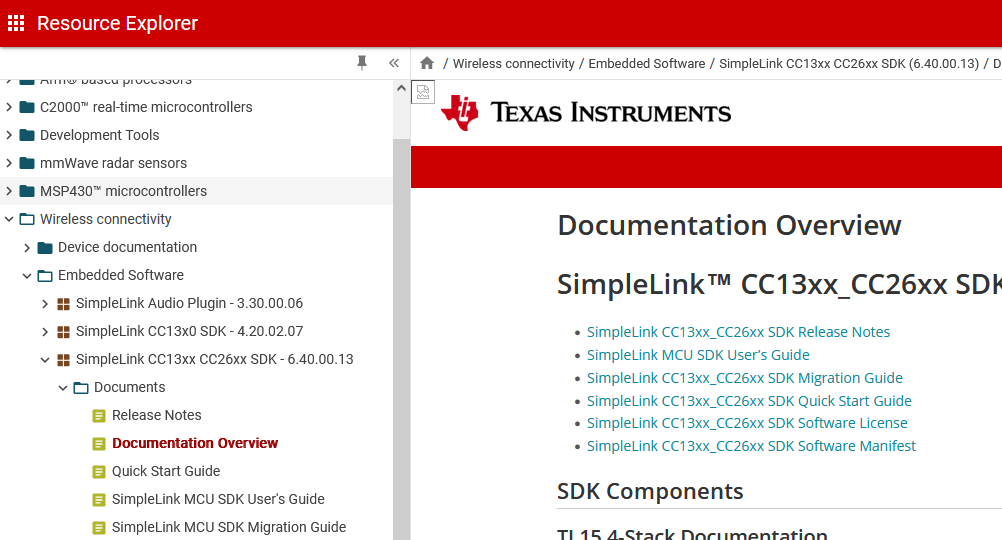 Resource Explorer
/ Wireless connectivity / Embedded Software / SimpleLink CC13xx CC26xx SDK (6.40.00.13) / D
Arm® based processors
C2000™ real-time microcontrollers
Development Tools
mmWave radar sensors
MSP430™ microcontrollers
Wireless connectivity
Device documentation
Embedded Software
SimpleLink Audio Plugin - 3.30.00.06
SimpleLink CC13x0 SDK - 4.20.02.07
SimpleLink CC13xx CC26xx SDK - 6.40.00.13
Documents
Release Notes
Documentation Overview
Quick Start Guide
SimpleLink MCU SDK User's Guide
SimpleLink MCU SDK Migration Guide
TEXAS INSTRUMENTS
Documentation Overview
SimpleLink™ CC13xx_CC26xx SDK
SimpleLink CC13xx_CC26xx SDK Release Notes
SimpleLink MCU SDK User’s Guide
SimpleLink CC13xx_CC26xx SDK Migration Guide
SimpleLink CC13xx_CC26xx SDK Quick Start Guide
SimpleLink CC13xx_CC26xx SDK Software License
SimpleLink CC13xx_CC26xx SDK Software Manifest
SDK Components
TI 15.4-Stack Documentation